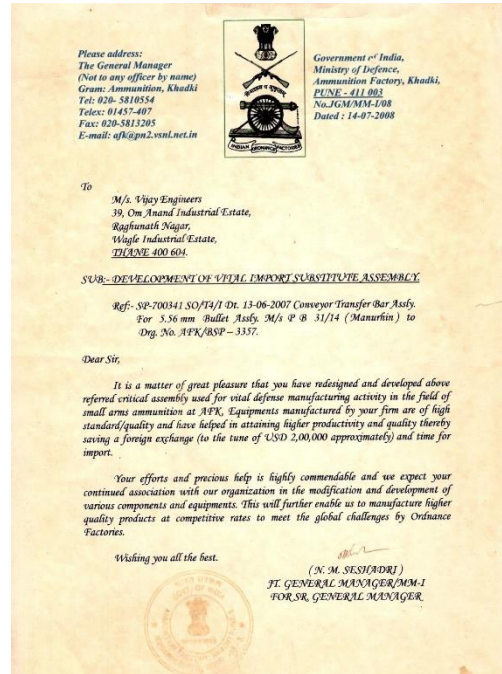 Please address:
The General Manager
(Not to any officer by name)
Gram: Ammunition, Khadki
Tel: 020- 5810554
Telex: 01457-407
Fax: 020-5813205
E-mail: afk@pn2.vsnl.net.in
INDIAN ORDNANCE FACTORIES
Government of India,
Ministry of Defence,
Ammunition Factory, Khadki,
PUNE - 411 003
No.JGM/MM-I/08
Dated : 14-07-2008
To
M/s. Vijay Engineers
39, Om Anand Industrial Estate,
Raghunath Nagar,
Wagle Industrial Estate,
THANE 400 604.
SUB:- DEVELOPMENT OF VITAL IMPORT SUBSTITUTE ASSEMBLY.
Ref:- SP-700341 SO/T4/I Dt. 13-06-2007 Conveyor Transfer Bar Assly.
For 5.56 mm Bullet Assly. M/s P B 31/14 (Manurhin) to
Drg. No. AFK/BSP – 3357.
Dear Sir,
It is a matter of great pleasure that you have redesigned and developed above
referred critical assembly used for vital defense manufacturing activity in the field of
small arms ammunition at AFK, Equipments manufactured by your firm are of high
standard/quality and have helped in attaining higher productivity and quality thereby
saving a foreign exchange (to the tune of USD 2,00,000 approximately) and time for
import.
Your efforts and precious help is highly commendable and we expect your
continued association with our organization in the modification and development of
various components and equipments. This will further enable us to manufacture higher
quality products at competitive rates to meet the global challenges by Ordnance
Factories.
Wishing you all the best.
(N. M. SESHADRI)
JT. GENERAL MANAGER/MM-I
FOR SR. GENERAL MANAGER